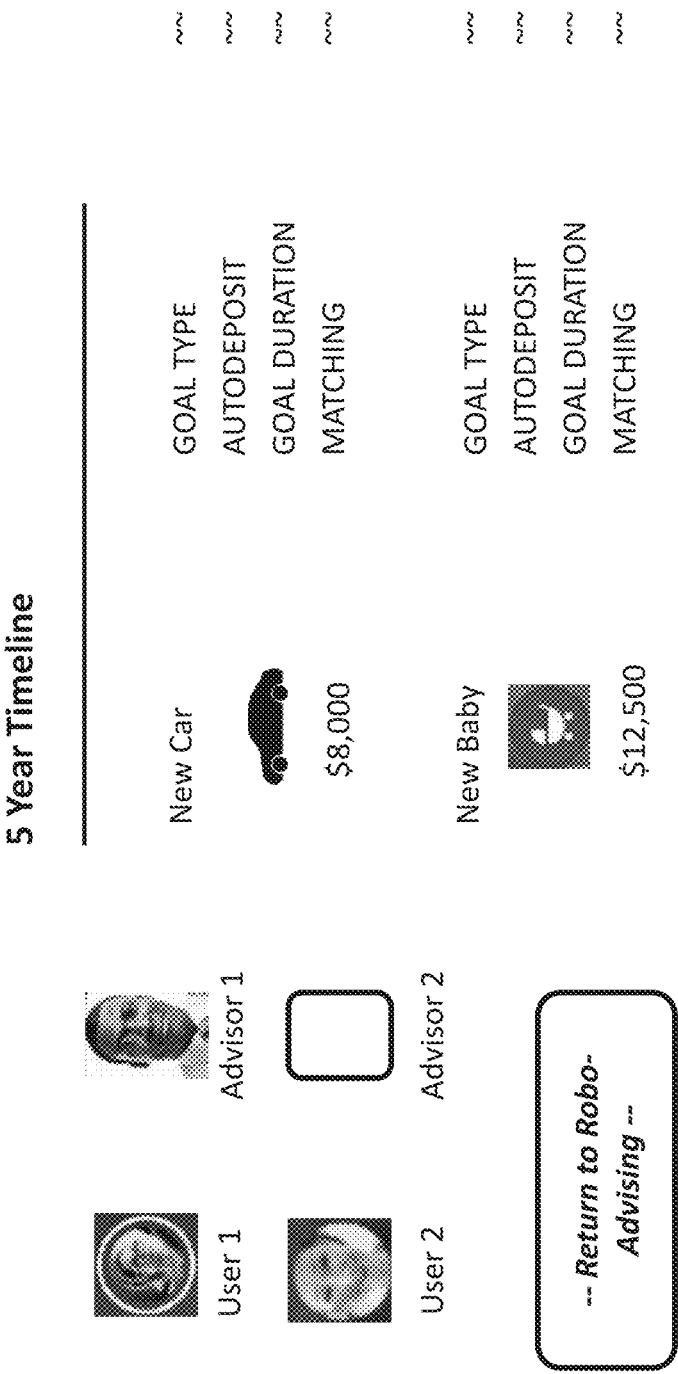 5 Year Timeline
User 1
Advisor 1
User 2
Advisor 2
-- Return to Robo-
Advising --
New Car
$8,000
GOAL TYPE ~~
AUTODEPOSIT ~~
GOAL DURATION ~~
MATCHING ~~
New Baby
$12,500
GOAL TYPE ~~
AUTODEPOSIT ~~
GOAL DURATION ~~
MATCHING ~~